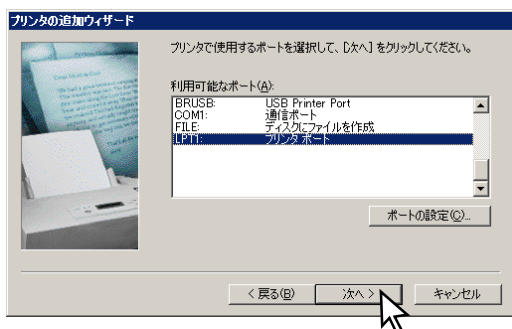 プリンタの追加ウィザード
プリンタで使用するポートを選択して、[次へ] をクリックしてください。
利用可能なポート(A):
BRUSB: USB Printer Port
COM1: 通信ポート
FILE: ディスクにファイルを作成
LPT1: プリンタ ポート
ポートの設定(C)...
< 戻る(B) 次へ > キャンセル